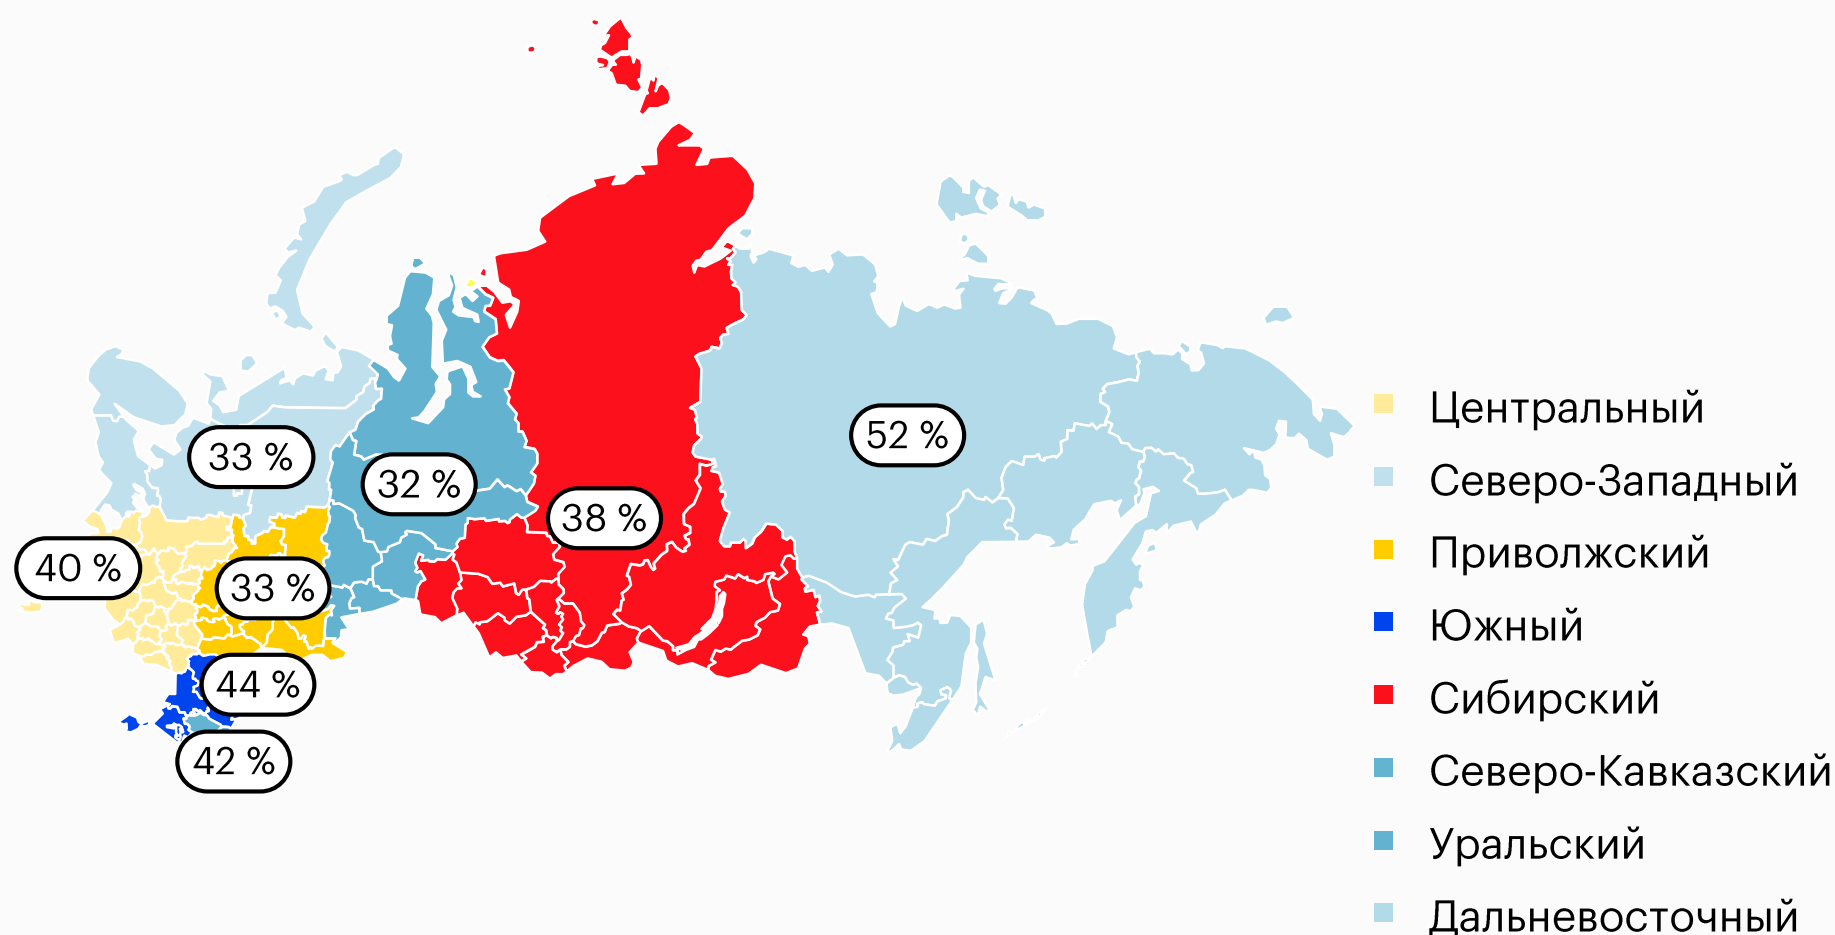 52 %
33 %
32 %
38 %
40 %
33 %
44 %
42 %
Центральный
Северо-Западный
Приволжский
Южный
Сибирский
Северо-Кавказский
Уральский
Дальневосточный